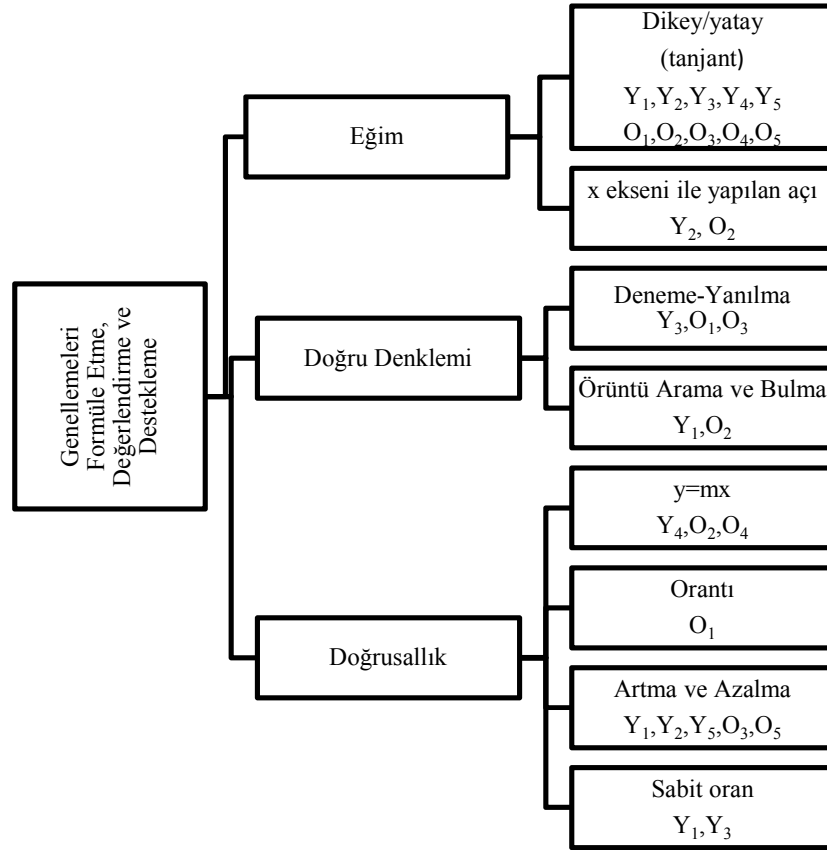 Genellemeleri
Formüle Etme,
Değerlendirme ve
Destekleme
Eğim
Dikey/yatay
(tanjant)
Y₁,Y₂,Y₃,Y₄,Y₅
O₁,O₂,O₃,O₄,O₅
x ekseni ile yapılan açı
Y₂, O₂
Doğru Denklemi
Deneme-Yanılma
Y₃,O₁,O₃
Örüntü Arama ve Bulma
Y₁,O₂
Doğrusallık
y=mx
Y₄,O₂,O₄
Orantı
O₁
Artma ve Azalma
Y₁,Y₂,Y₅,O₃,O₅
Sabit oran
Y₁,Y₃